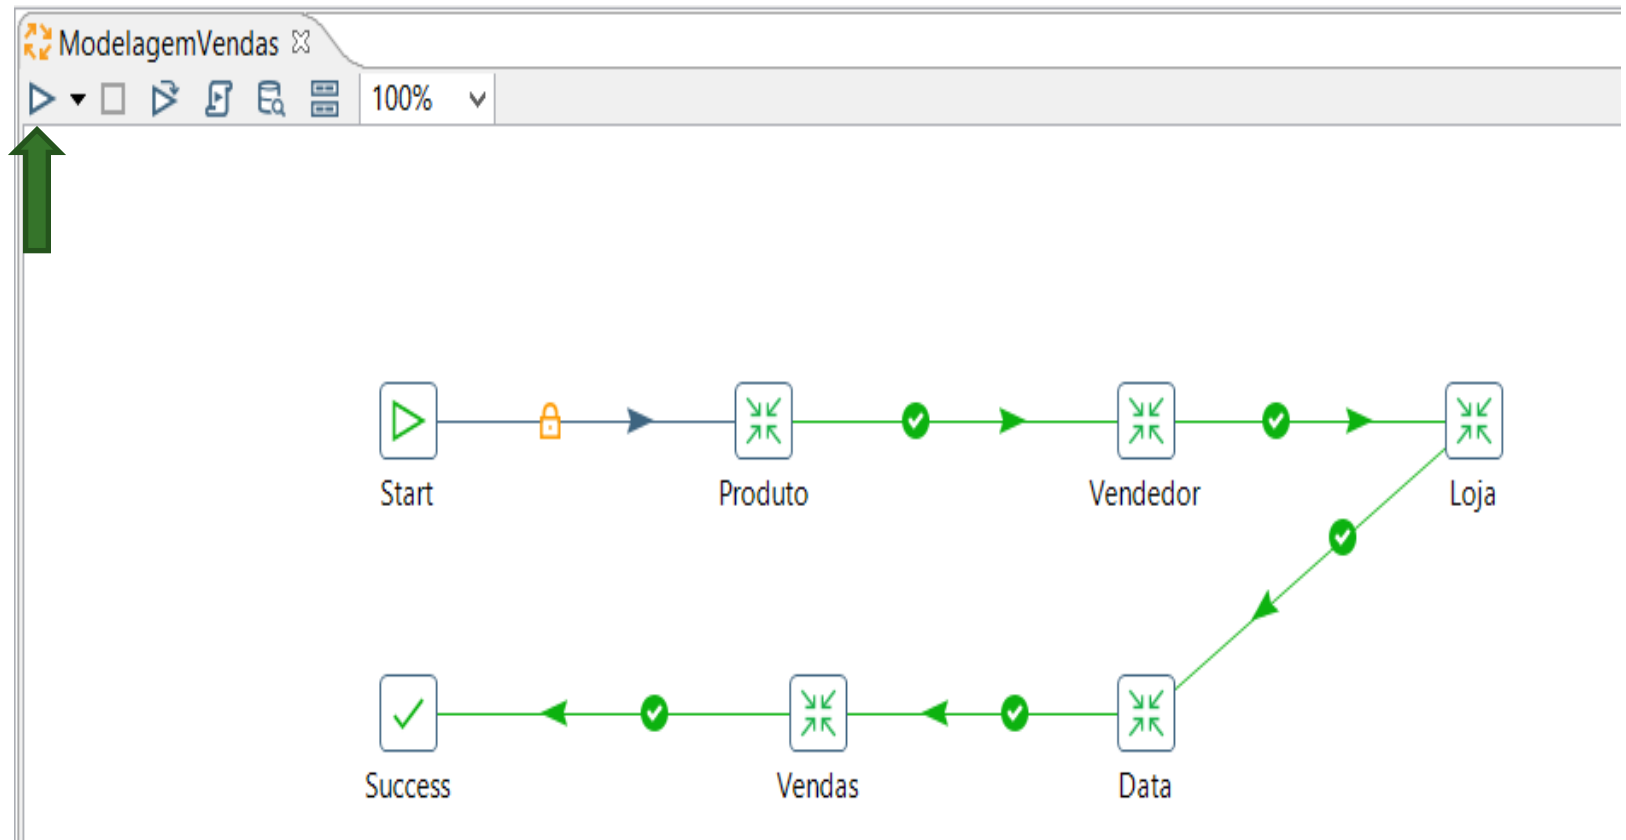 ModelagemVendas
100%
Start
Produto
Vendedor
Loja
Success
Vendas
Data